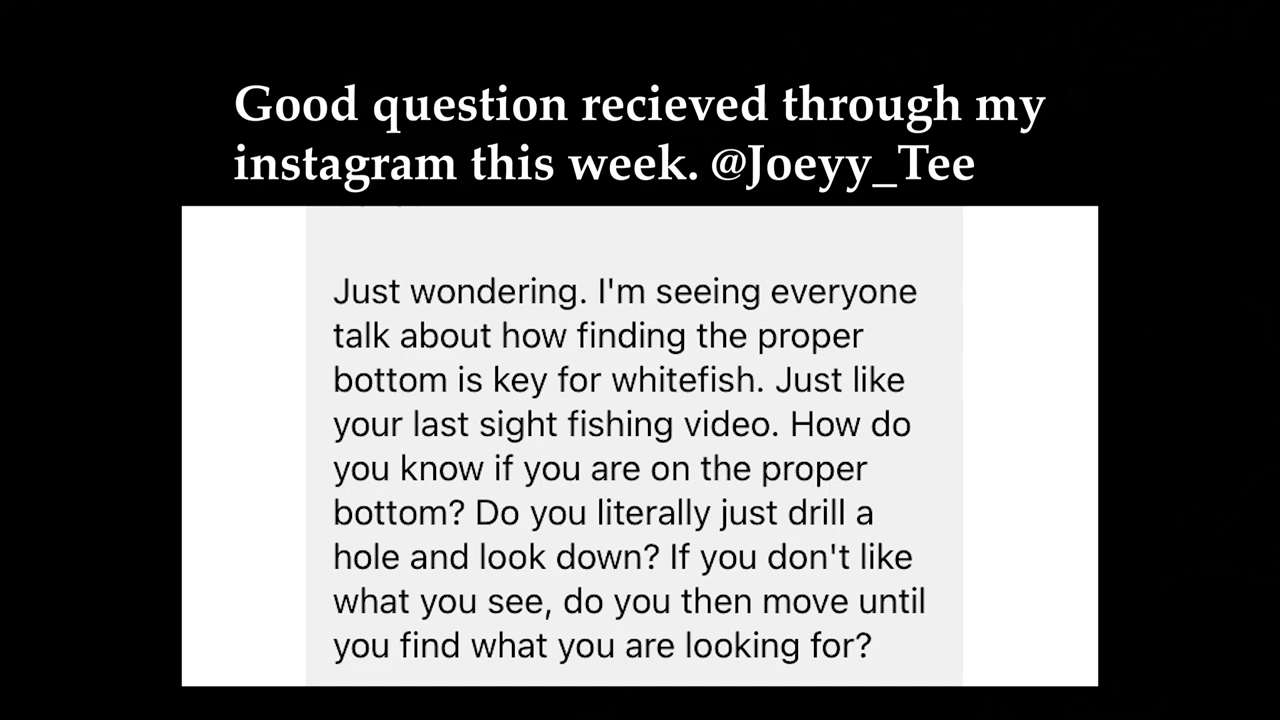 Good question recieved through my
instagram this week. @Joeyy_Tee
Just wondering. I'm seeing everyone
talk about how finding the proper
bottom is key for whitefish. Just like
your last sight fishing video. How do
you know if you are on the proper
bottom? Do you literally just drill a
hole and look down? If you don't like
what you see, do you then move until
you find what you are looking for?